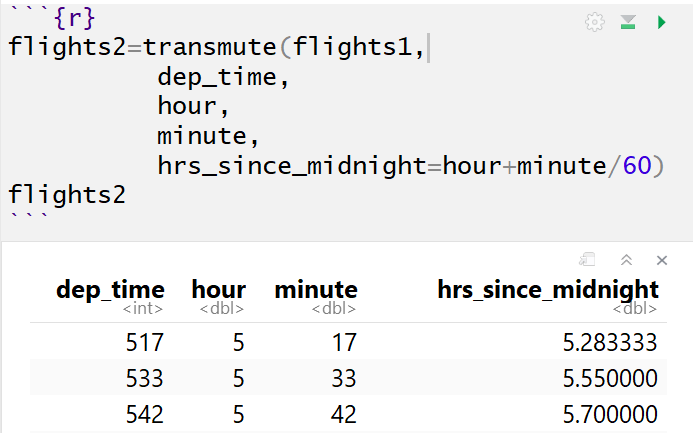 ```{r}
flights2=transmute(flights1,
dep_time,
hour,
minute,
hrs_since_midnight=hour+minute/60)
flights2
```
dep_time hour minute hrs_since_midnight
<int> <dbl> <dbl> <dbl>
517 5 17 5.283333
533 5 33 5.550000
542 5 42 5.700000